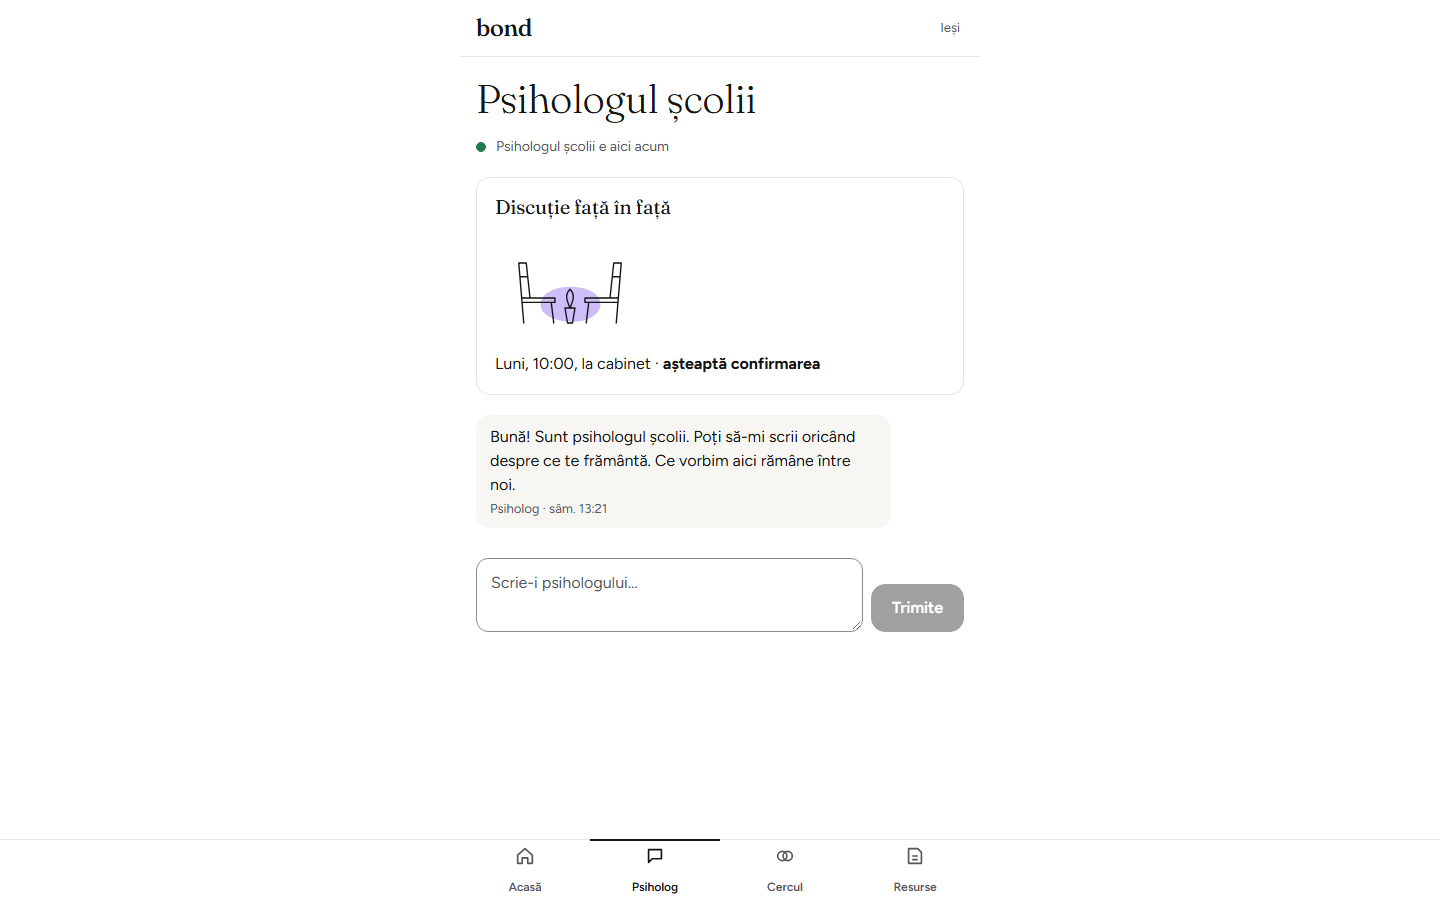 bond
Ieși
Psihologul școlii
Psihologul școlii e aici acum
Discuție față în față
Luni, 10:00, la cabinet · așteaptă confirmarea
Bună! Sunt psihologul școlii. Poți să-mi scrii oricând
despre ce te frământă. Ce vorbim aici rămâne între
noi.
Psiholog · sâm. 13:21
Scrie-i psihologului...
Trimite
Acasă
Psiholog
Cercul
Resurse